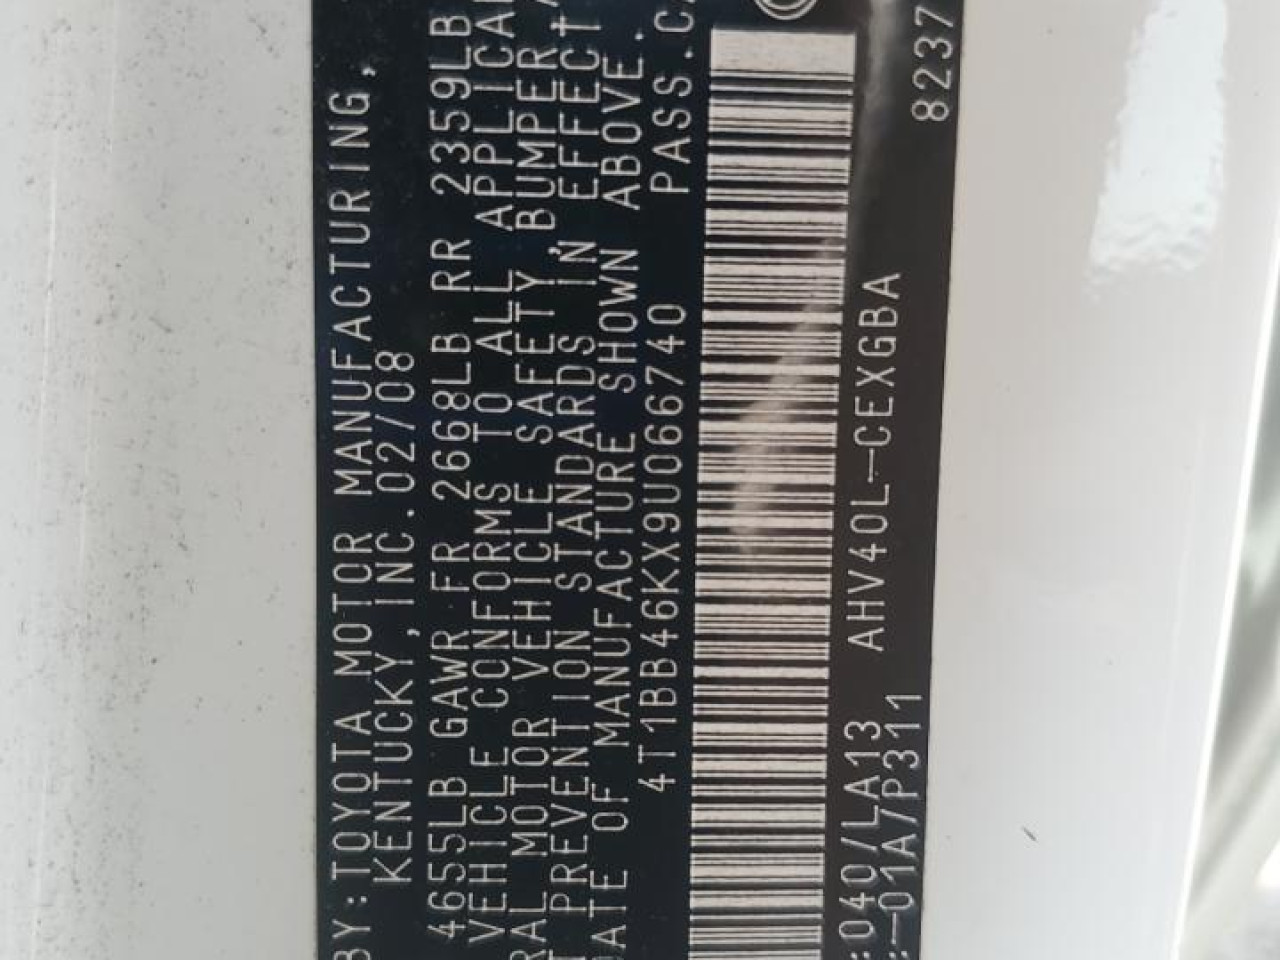 BY:TOYOTA MOTOR MANUFACTURING,
KENTUCKY,INC.02/08
4655LB GAWR FR 2668LB RR 2359LB
VEHICLE CONFORMS TO ALL APPLICA
RAL MOTOR VEHICLE SAFETY,BUMPER
T PREVENTION STANDARDS IN EFFECT
DATE OF MANUFACTURE SHOWN ABOVE.
4T1BB46KX9U066740 PASS.CA
:040/LA13 AHV40L-CEXGBA
:-01A7P311 8237